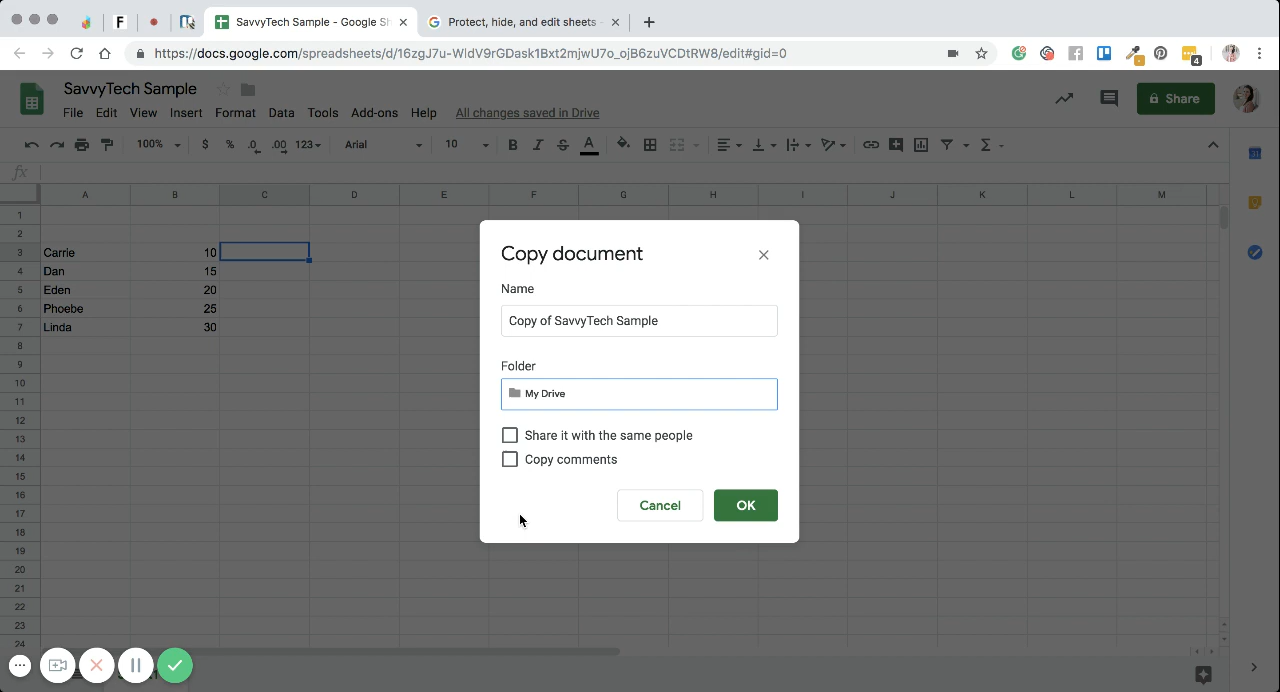 SavvyTech Sample - Google Sh
Protect, hide, and edit sheets -
https://docs.google.com/spreadsheets/d/16zgJ7u-WIdV9rGDask1Bxt2mjwU7o_ojB6zuVCDtRW8/edit#gid=0
4
SavvyTech Sample
File Edit View Insert Format Data Tools Add-ons Help All changes saved in Drive
Share
100% $ % .0 .00 123 Arial 10 B I S A
fx
A B C D E F G H I J K L M
1
2
3 Carrie 10
4 Dan 15
5 Eden 20
6 Phoebe 25
7 Linda 30
8
9
10
11
12
13
14
15
16
17
18
19
20
21
22
23
24
Copy document
Name
Copy of SavvyTech Sample
Folder
My Drive
Share it with the same people
Copy comments
Cancel OK